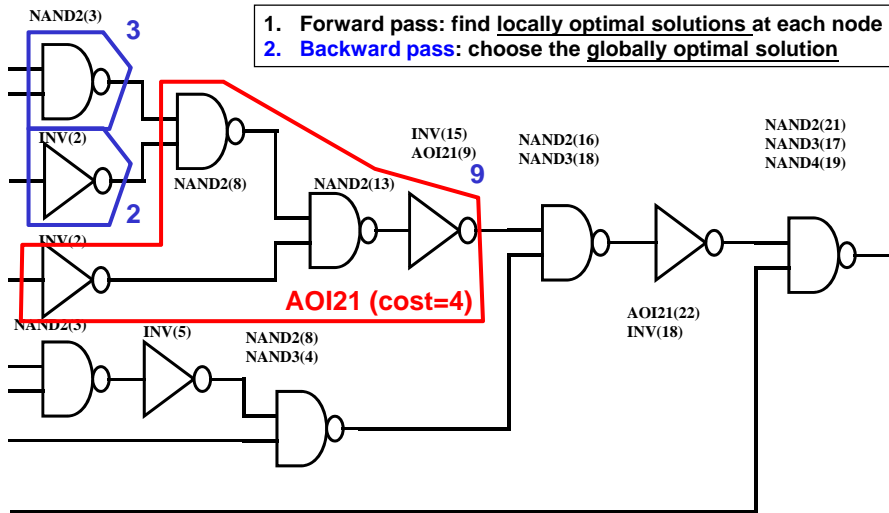 NAND2(3)
1. Forward pass: find locally optimal solutions at each node
2. Backward pass: choose the globally optimal solution
3
INV(2)
2
NAND2(8)
INV(15)
AOI21(9)
9
NAND2(13)
NAND2(16)
NAND3(18)
NAND2(21)
NAND3(17)
NAND4(19)
INV(2)
AOI21 (cost=4)
AOI21(22)
INV(18)
NAND2(3)
INV(5)
NAND2(8)
NAND3(4)